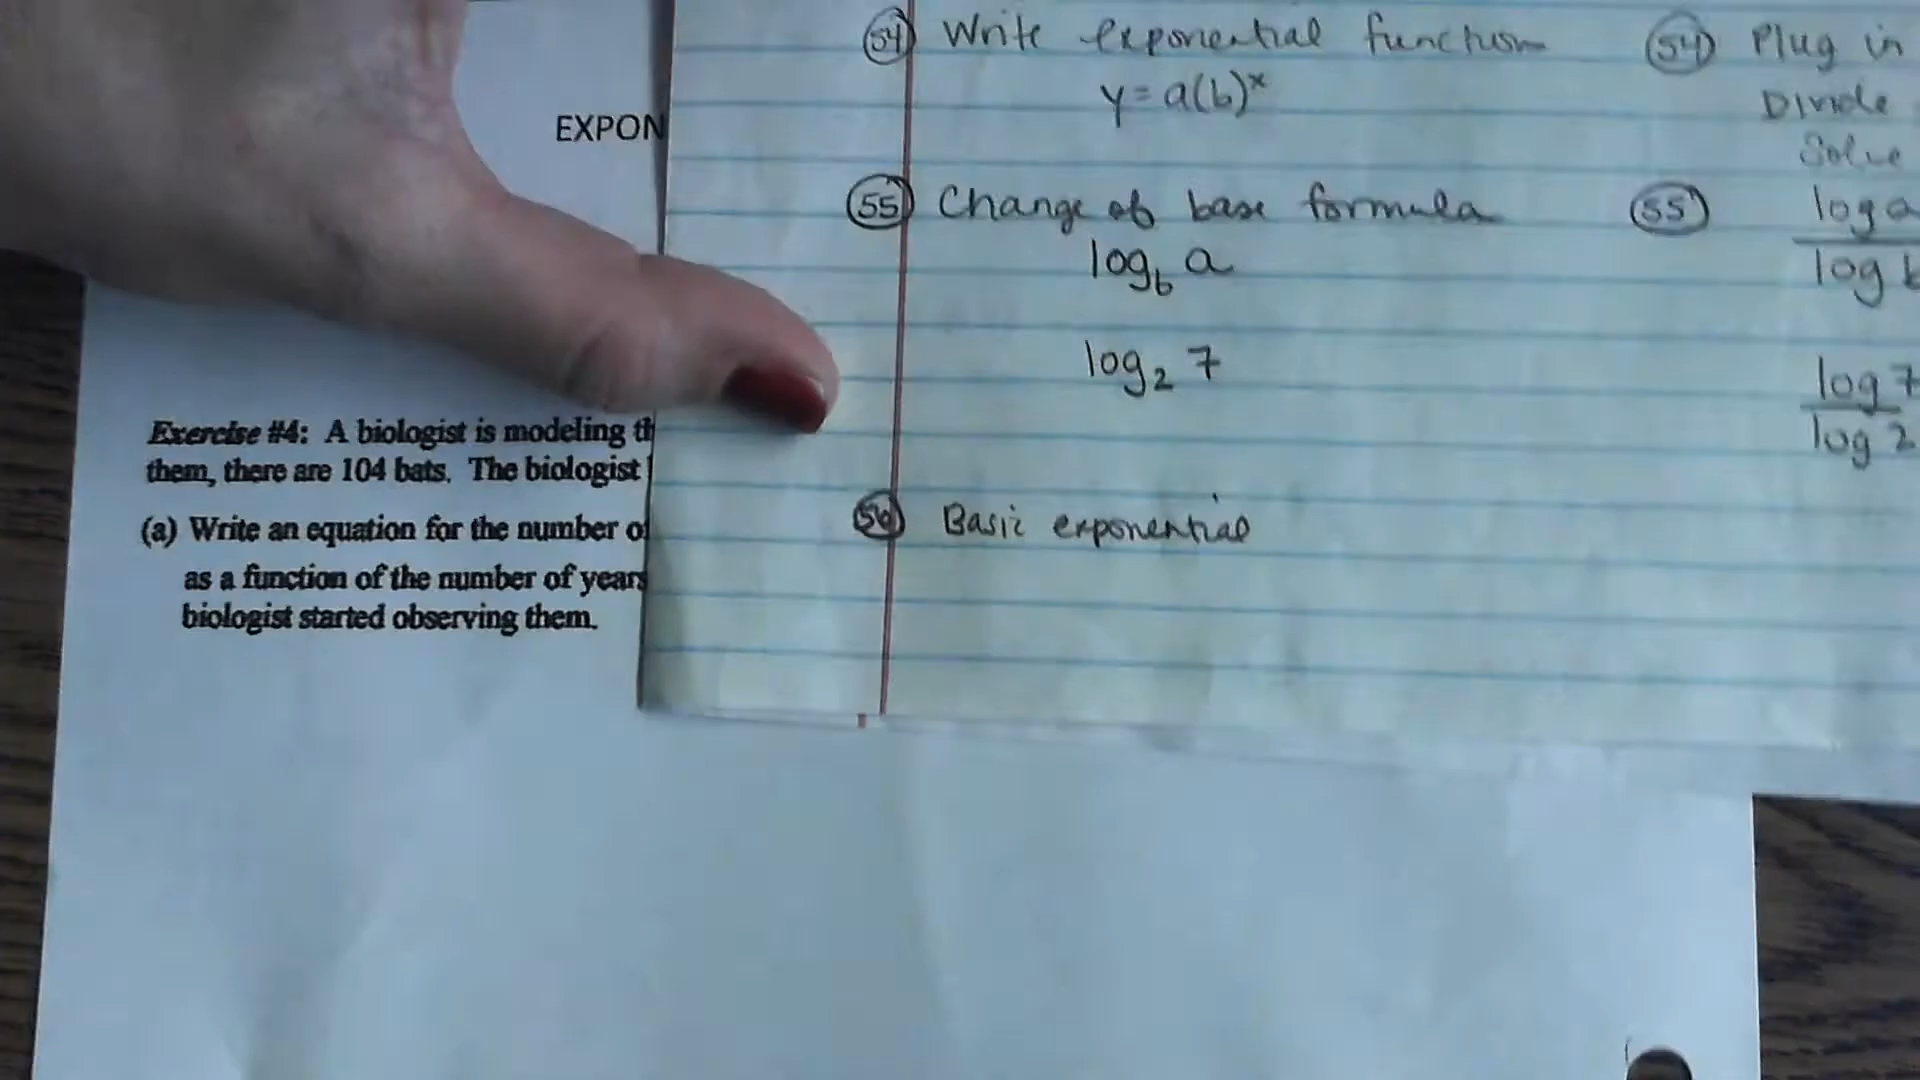 54 Write exponential function
y = a(b)^x
54 Plug in
Divide
Solve
EXPON
55 Change of base formula
log_b a
55 log a
log b
log_2 7
log 7
log 2
Exercise #4: A biologist is modeling th
them, there are 104 bats. The biologist
(a) Write an equation for the number of
as a function of the number of years
biologist started observing them.
56 Basic exponential